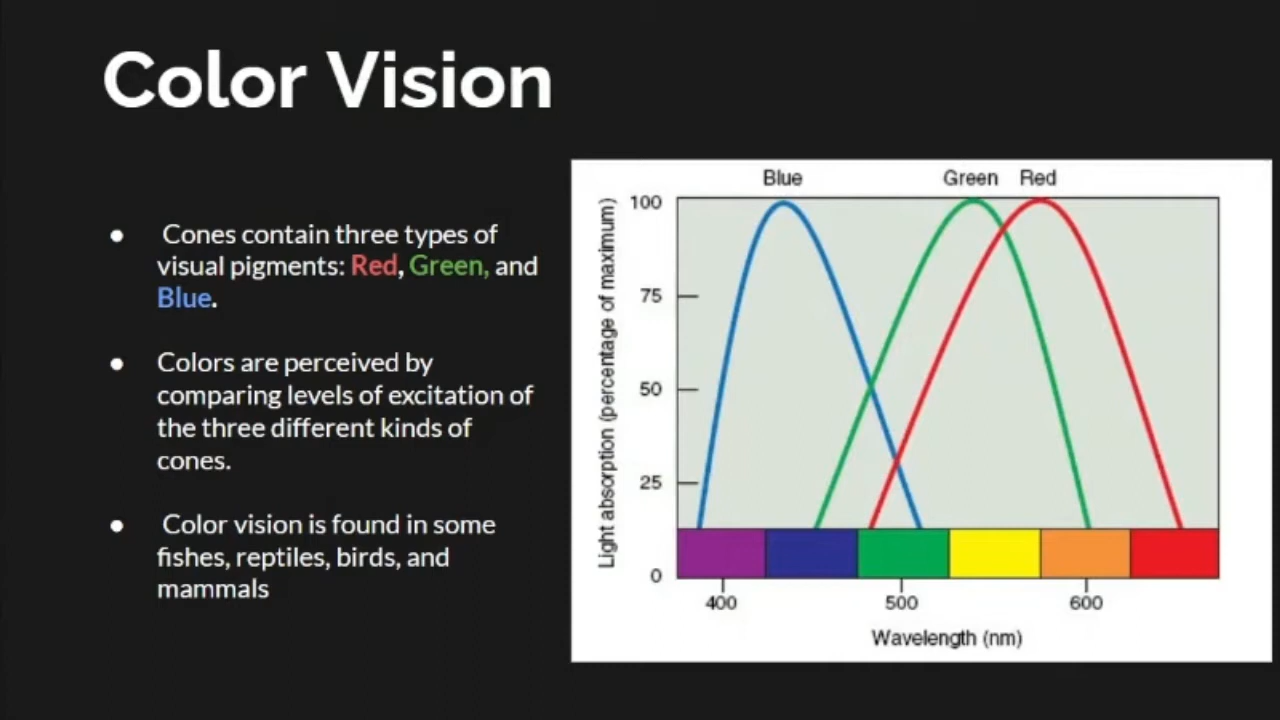 Color Vision
● Cones contain three types of
visual pigments: Red, Green, and
Blue.
● Colors are perceived by
comparing levels of excitation of
the three different kinds of
cones.
● Color vision is found in some
fishes, reptiles, birds, and
mammals
Blue Green Red
Light absorption (percentage of maximum)
100
75
50
25
0
400 500 600
Wavelength (nm)